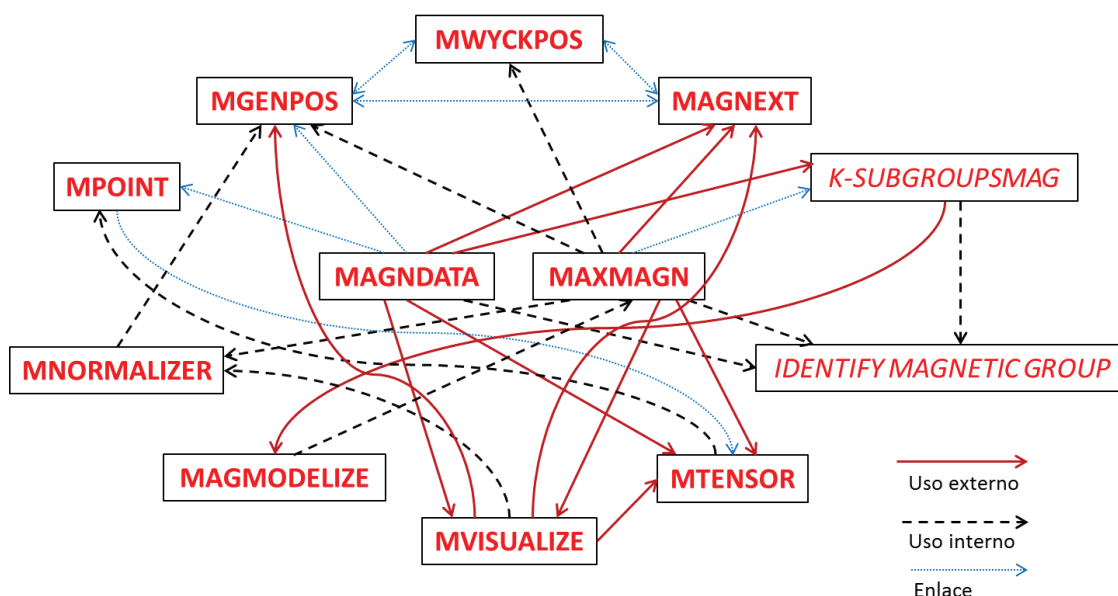 MWYCKPOS
MGENPOS
MAGNEXT
MPOINT
K-SUBGROUPSMAG
MAGNDATA
MAXMAGN
MNORMALIZER
IDENTIFY MAGNETIC GROUP
MAGMODELIZE
MTENSOR
MVISUALIZE
Uso externo
Uso interno
Enlace